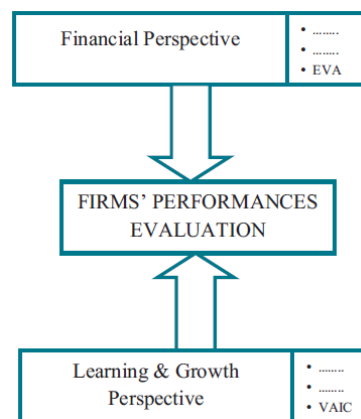 Financial Perspective
• ........
• ........
• EVA
FIRMS' PERFORMANCES
EVALUATION
Learning & Growth
Perspective
• ........
• ........
• VAIC